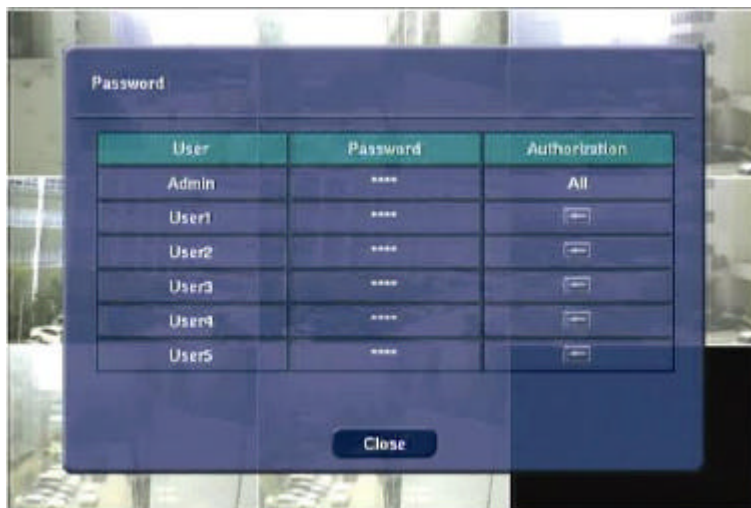 Password
User Password Authorization
Admin **** All
User1 ****
User2 ****
User3 ****
User4 ****
User5 ****
Close